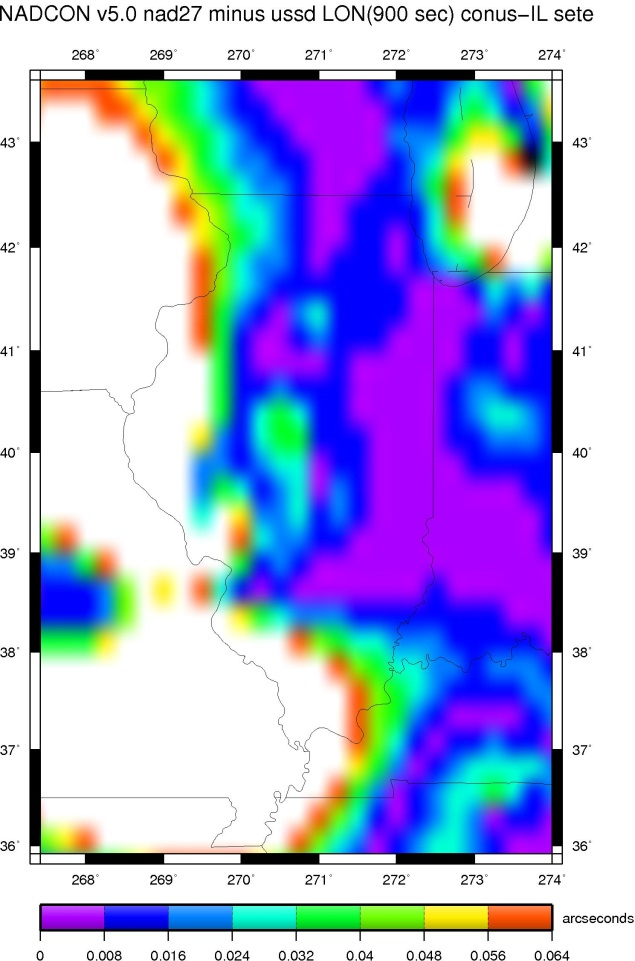 NADCON v5.0 nad27 minus ussd LON(900 sec) conus−IL sete
268˚ 269˚ 270˚ 271˚ 272˚ 273˚ 274˚
43˚ 43˚
42˚ 42˚
41˚ 41˚
40˚ 40˚
39˚ 39˚
38˚ 38˚
37˚ 37˚
36˚ 36˚
268˚ 269˚ 270˚ 271˚ 272˚ 273˚ 274˚
arcseconds
0 0.008 0.016 0.024 0.032 0.04 0.048 0.056 0.064